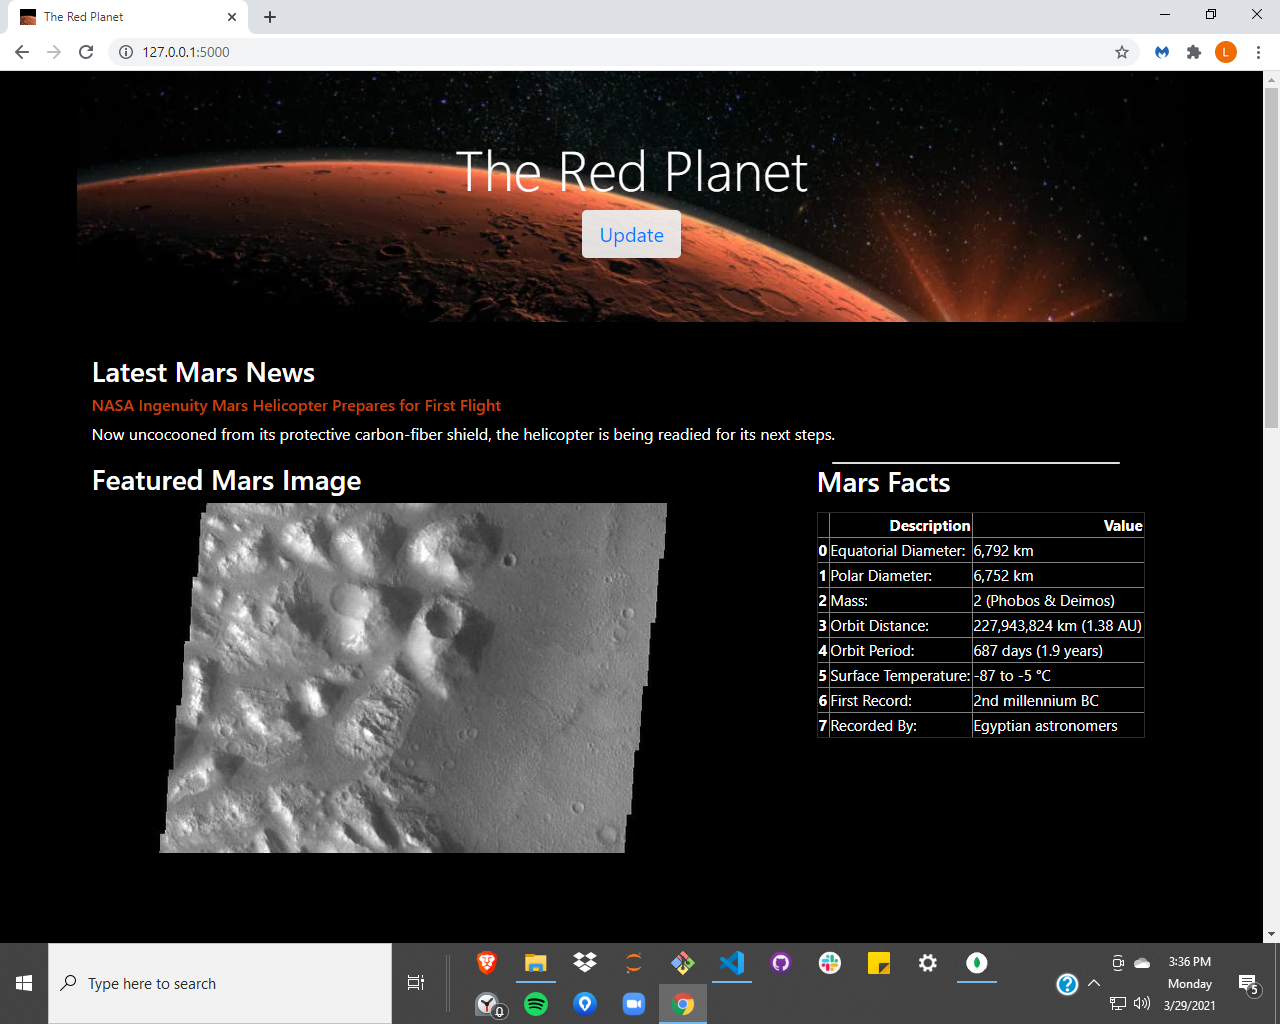 The Red Planet
127.0.0.1:5000
L
The Red Planet
Update
Latest Mars News
NASA Ingenuity Mars Helicopter Prepares for First Flight
Now uncocooned from its protective carbon-fiber shield, the helicopter is being readied for its next steps.
Featured Mars Image
Mars Facts
Description Value
0 Equatorial Diameter: 6,792 km
1 Polar Diameter: 6,752 km
2 Mass: 2 (Phobos & Deimos)
3 Orbit Distance: 227,943,824 km (1.38 AU)
4 Orbit Period: 687 days (1.9 years)
5 Surface Temperature: -87 to -5 °C
6 First Record: 2nd millennium BC
7 Recorded By: Egyptian astronomers
Type here to search
3:36 PM
Monday
3/29/2021
5